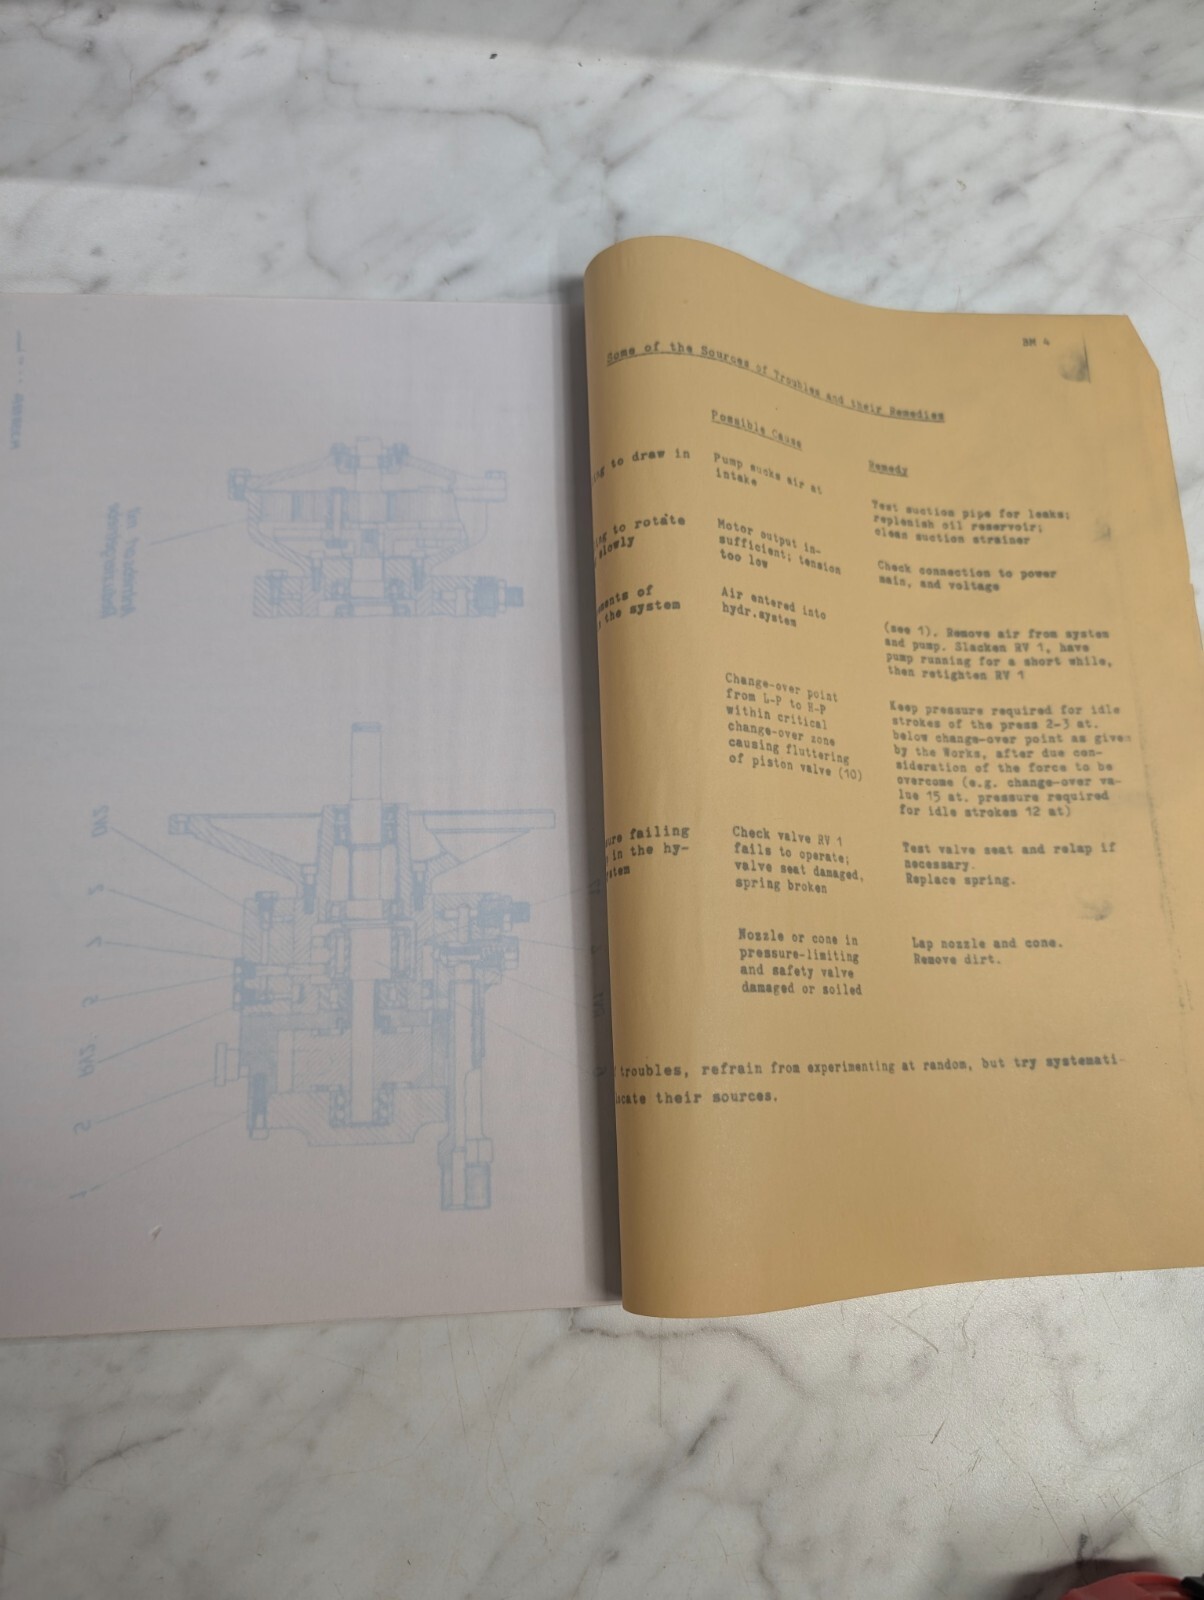 BM 4
Some of the Sources of Troubles and their Remedies
Possible Cause
Remedy
ng to draw in
Pump sucks air at
intake
Test suction pipe for leaks;
replenish oil reservoir;
clean suction strainer
ng to rotate
slowly
Motor output in-
sufficient; tension
too low
Check connection to power
main, and voltage
ments of
the system
Air entered into
hydr.system
(see 1). Remove air from system
and pump. Slacken RV 1, have
pump running for a short while,
then retighten RV 1
Change-over point
from L-P to H-P
within critical
change-over zone
causing fluttering
of piston valve (10)
Keep pressure required for idle
strokes of the press 2-3 at.
below change-over point as given
by the Works, after due con-
sideration of the force to be
overcome (e.g. change-over va-
lue 15 at. pressure required
for idle strokes 12 at)
ure failing
in the hy-
stem
Check valve RV 1
fails to operate;
valve seat damaged,
spring broken
Test valve seat and relap if
necessary.
Replace spring.
Nozzle or cone in
pressure-limiting
and safety valve
damaged or soiled
Lap nozzle and cone.
Remove dirt.
troubles, refrain from experimenting at random, but try systemati-
ocate their sources.